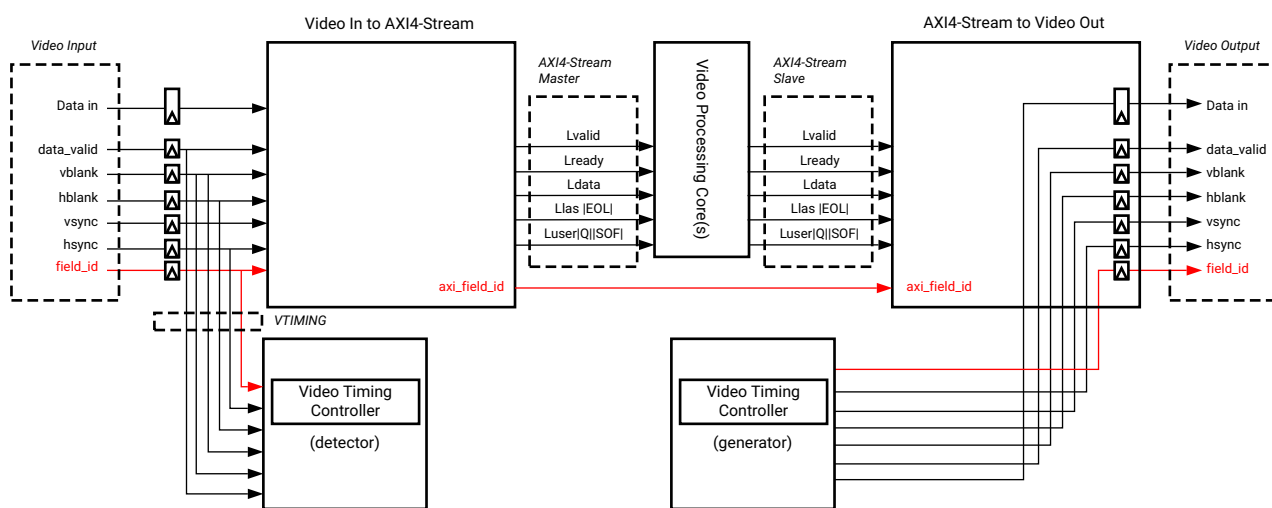 Video In to AXI4-Stream
AXI4-Stream to Video Out
Video Input
Data in
data_valid
vblank
hblank
vsync
hsync
field_id
axi_field_id
AXI4-Stream
Master
Lvalid
Lready
Ldata
Llas |EOL|
Luser|Q||SOF|
Video Processing Core(s)
AXI4-Stream
Slave
Lvalid
Lready
Ldata
Llas |EOL|
Luser|Q||SOF|
axi_field_id
Video Output
Data in
data_valid
vblank
hblank
vsync
hsync
field_id
VTIMING
Video Timing
Controller
(detector)
Video Timing
Controller
(generator)